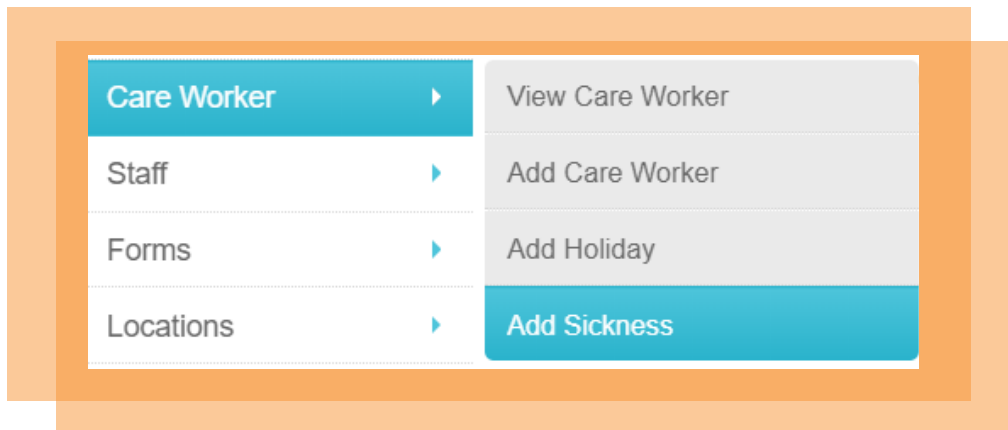 Care Worker
Staff
Forms
Locations
View Care Worker
Add Care Worker
Add Holiday
Add Sickness